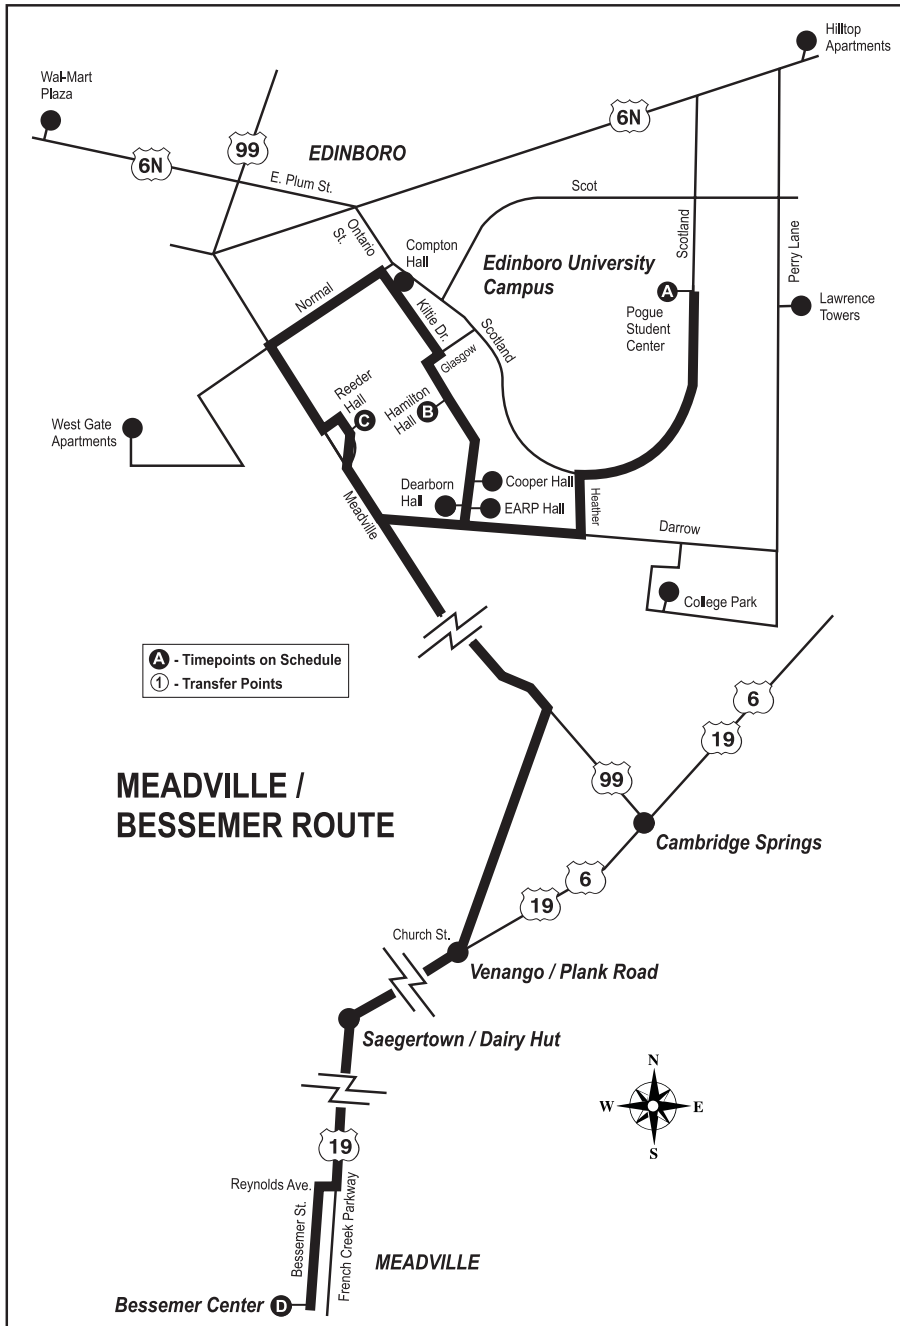 Hilltop
Apartments
Wal-Mart
Plaza
6N
99
EDINBORO
6N
E. Plum St.
Scot
Ontario
St.
Compton
Hall
Scotland
Perry Lane
Edinboro University
Campus
Normal
A
Lawrence
Towers
Kiltie Dr.
Pogue
Student
Center
Scotland
Glasgow
Reeder
Hall
Hamilton
Hall
B
C
West Gate
Apartments
Cooper Hall
Dearborn
Hall
EARP Hall
Meadville
Heather
Darrow
College Park
A - Timepoints on Schedule
1 - Transfer Points
6
19
99
MEADVILLE /
BESSEMER ROUTE
Cambridge Springs
6
19
Church St.
Venango / Plank Road
Saegertown / Dairy Hut
N
W
E
S
19
Reynolds Ave.
Bessemer St.
French Creek Parkway
MEADVILLE
Bessemer Center D